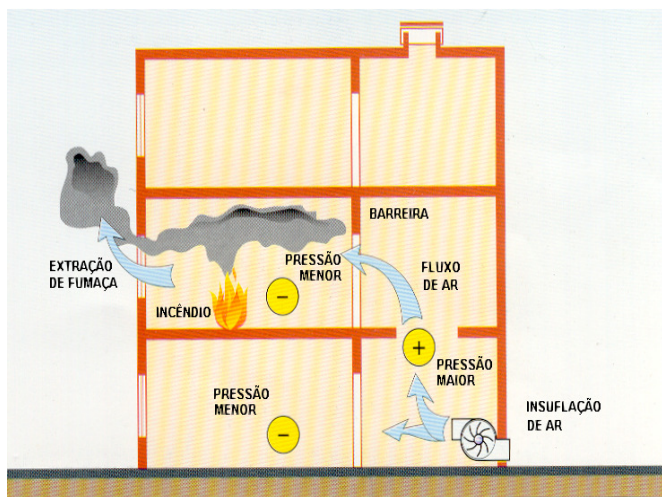 BARREIRA
EXTRAÇÃO
DE FUMAÇA
PRESSÃO
MENOR
FLUXO
DE AR
INCÊNDIO
PRESSÃO
MAIOR
PRESSÃO
MENOR
INSUFLAÇÃO
DE AR